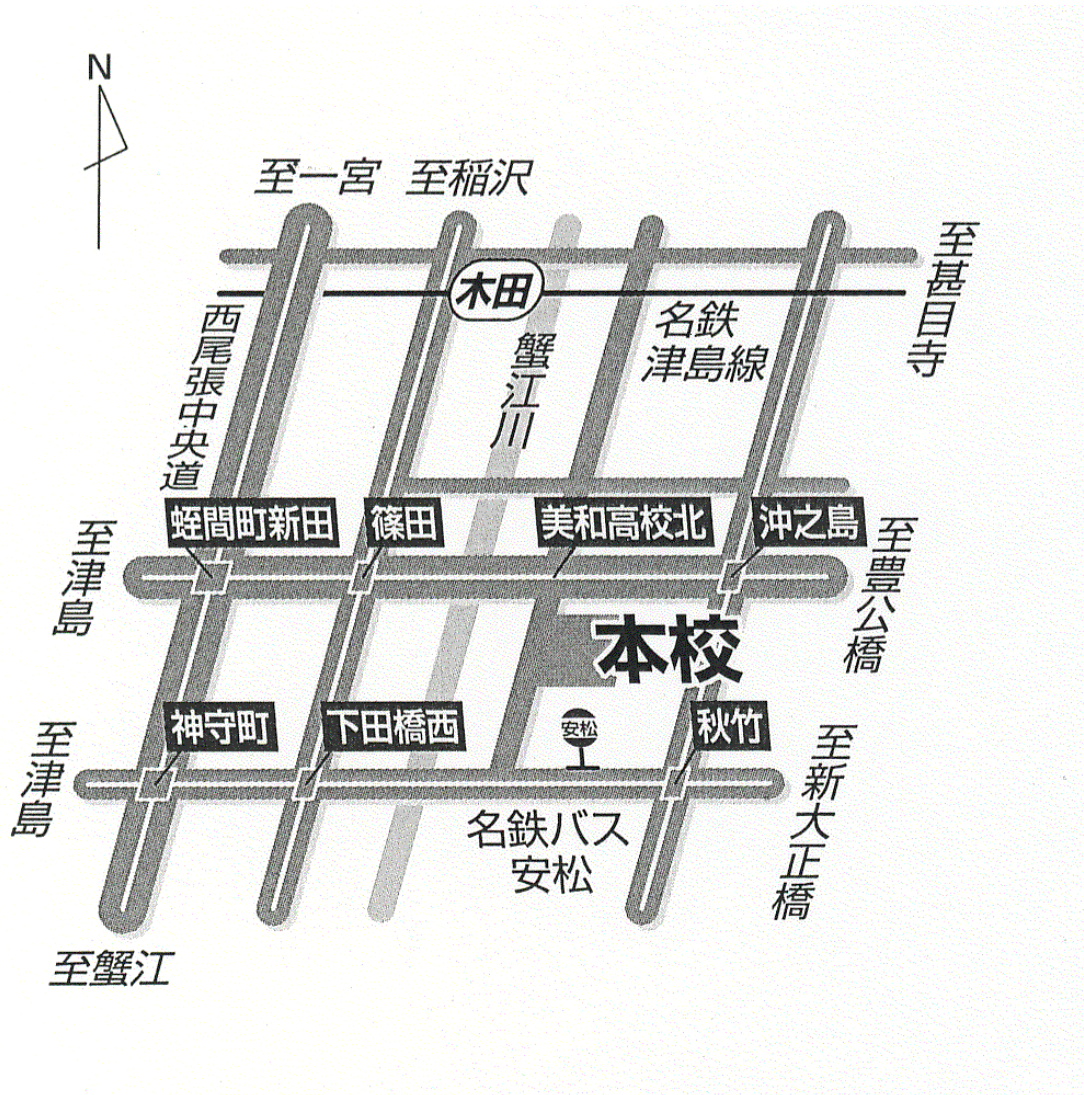 N
至一宮
至稲沢
至甚目寺
木田
名鉄
津島線
西尾張中央道
蟹江川
蛭間町新田
篠田
美和高校北
沖之島
至津島
至豊公橋
本校
神守町
下田橋西
安松
秋竹
至津島
至新大正橋
名鉄バス
安松
至蟹江